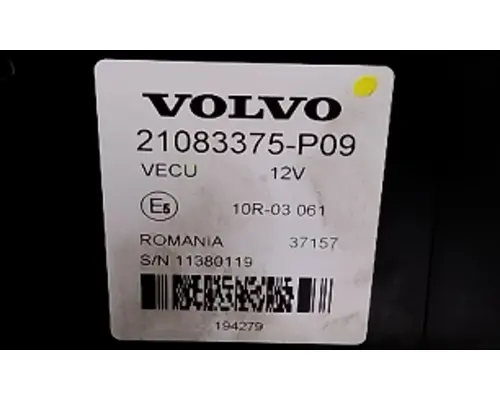 VOLVO
21083375-P09
VECU 12V
E5 10R-03 061
ROMANIA 37157
S/N 11380119
194279